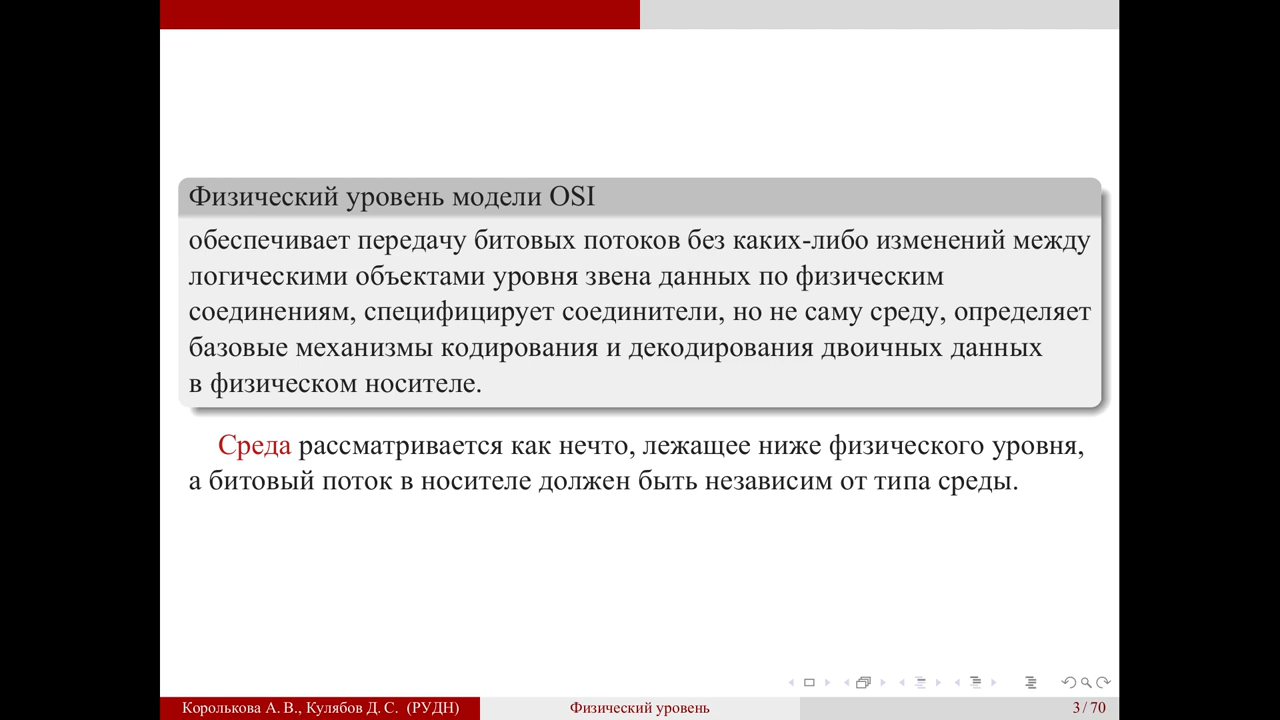 Физический уровень модели OSI
обеспечивает передачу битовых потоков без каких-либо изменений между
логическими объектами уровня звена данных по физическим
соединениям, специфицирует соединители, но не саму среду, определяет
базовые механизмы кодирования и декодирования двоичных данных
в физическом носителе.
Среда рассматривается как нечто, лежащее ниже физического уровня,
а битовый поток в носителе должен быть независим от типа среды.
Королькова А. В., Кулябов Д. С. (РУДН) Физический уровень 3 / 70